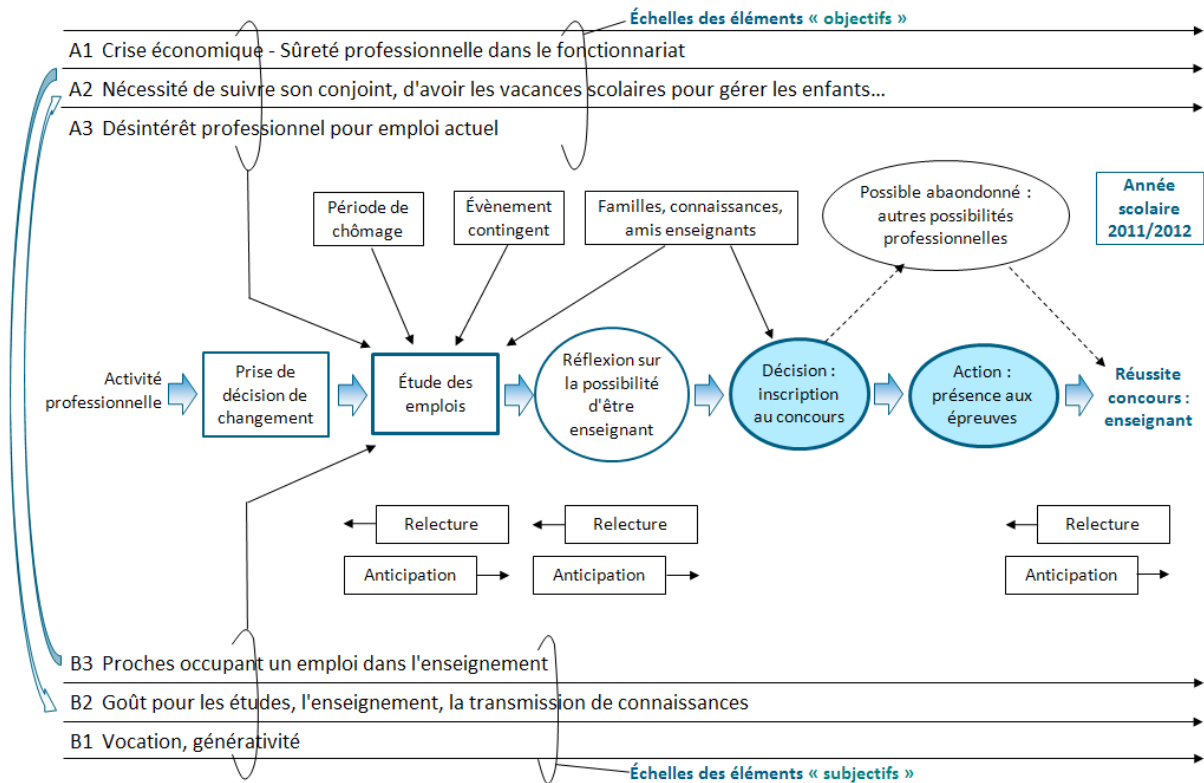 Échelles des éléments « objectifs »
A1 Crise économique - Sûreté professionnelle dans le fonctionnariat
A2 Nécessité de suivre son conjoint, d'avoir les vacances scolaires pour gérer les enfants...
A3 Désintérêt professionnel pour emploi actuel
Période de
chômage
Évènement
contingent
Familles, connaissances,
amis enseignants
Possible abaondonné :
autres possibilités
professionnelles
Année
scolaire
2011/2012
Activité
professionnelle
Prise de
décision de
changement
Étude des
emplois
Réflexion sur
la possibilité
d'être
enseignant
Décision :
inscription
au concours
Action :
présence aux
épreuves
Réussite
concours :
enseignant
Relecture
Relecture
Relecture
Anticipation
Anticipation
Anticipation
B3 Proches occupant un emploi dans l'enseignement
B2 Goût pour les études, l'enseignement, la transmission de connaissances
B1 Vocation, générativité
Échelles des éléments « subjectifs »